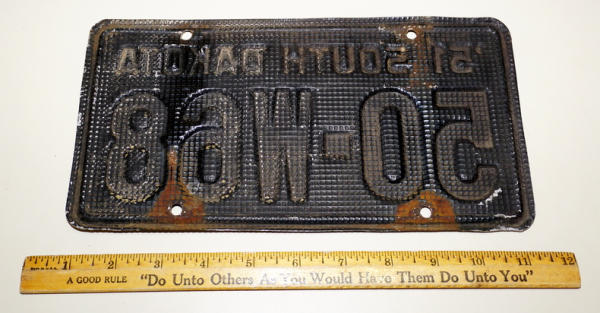 '51 SOUTH DAKOTA
50-W68
1 2 3 4 5 6 7 8 9 10 11 12
A GOOD RULE "Do Unto Others As You Would Have Them Do Unto You"